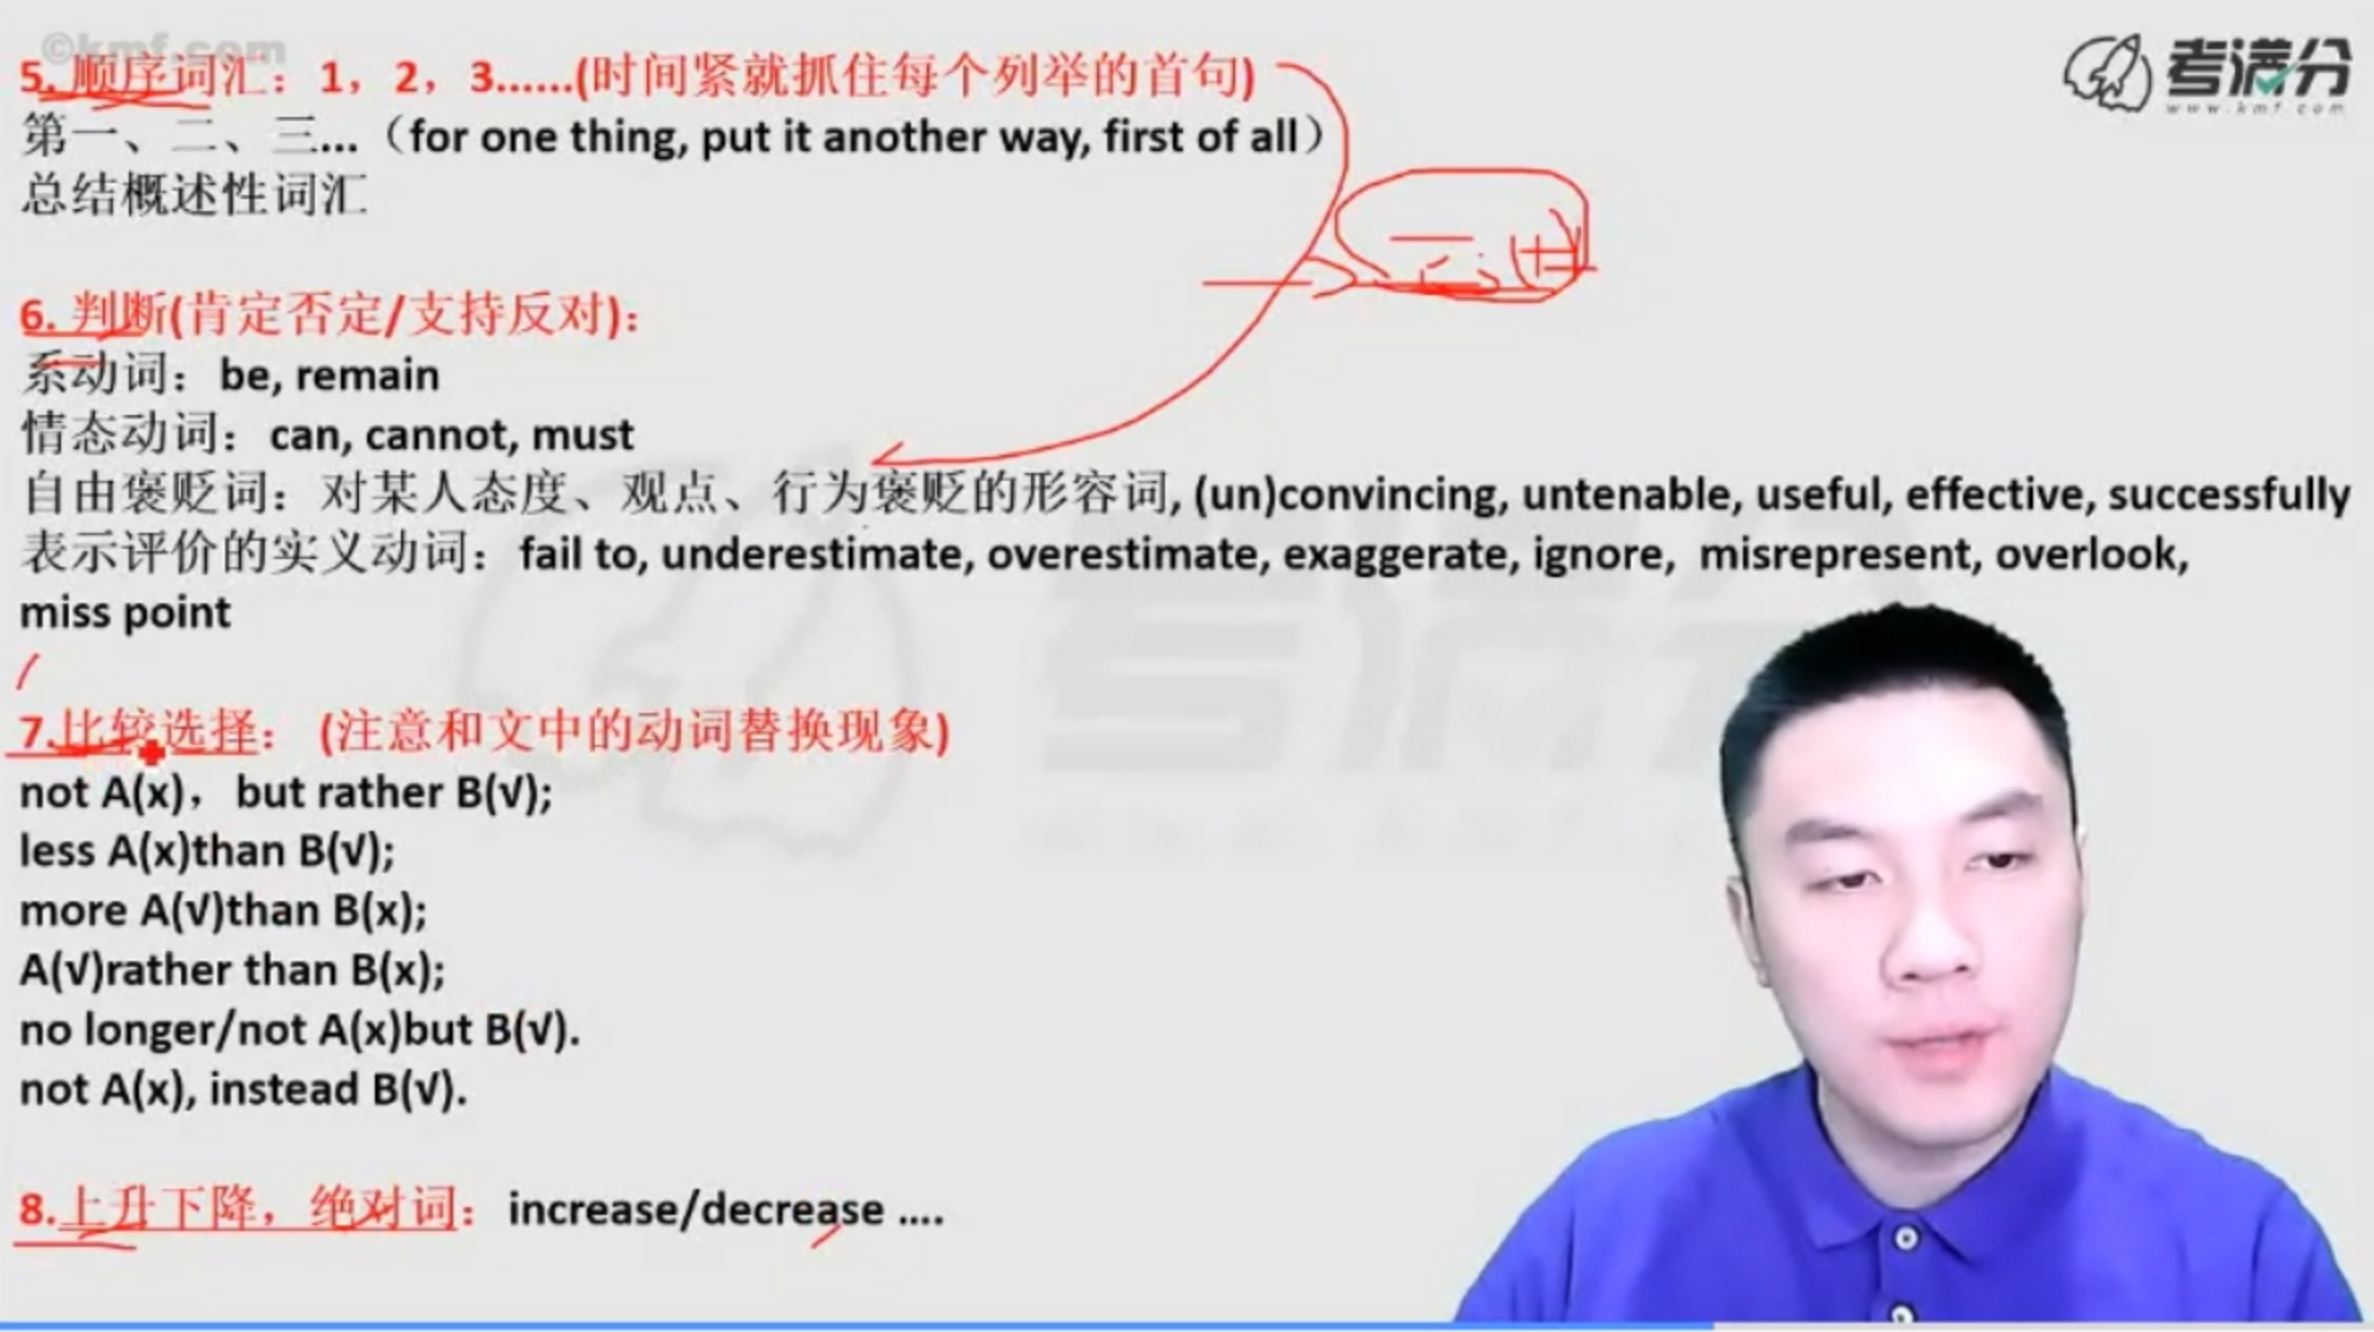 ©kmf.com
考满分
www.kmf.com
5. 顺序词汇：1，2，3......(时间紧就抓住每个列举的首句)
第一、二、三...（for one thing, put it another way, first of all）
总结概述性词汇
6. 判断(肯定否定/支持反对)：
系动词：be, remain
情态动词：can, cannot, must
自由褒贬词：对某人态度、观点、行为褒贬的形容词, (un)convincing, untenable, useful, effective, successfully
表示评价的实义动词：fail to, underestimate, overestimate, exaggerate, ignore, misrepresent, overlook,
miss point
7.比较选择： (注意和文中的动词替换现象)
not A(x)， but rather B(√);
less A(x)than B(√);
more A(√)than B(x);
A(√)rather than B(x);
no longer/not A(x)but B(√).
not A(x), instead B(√).
8.上升下降，绝对词：increase/decrease ....